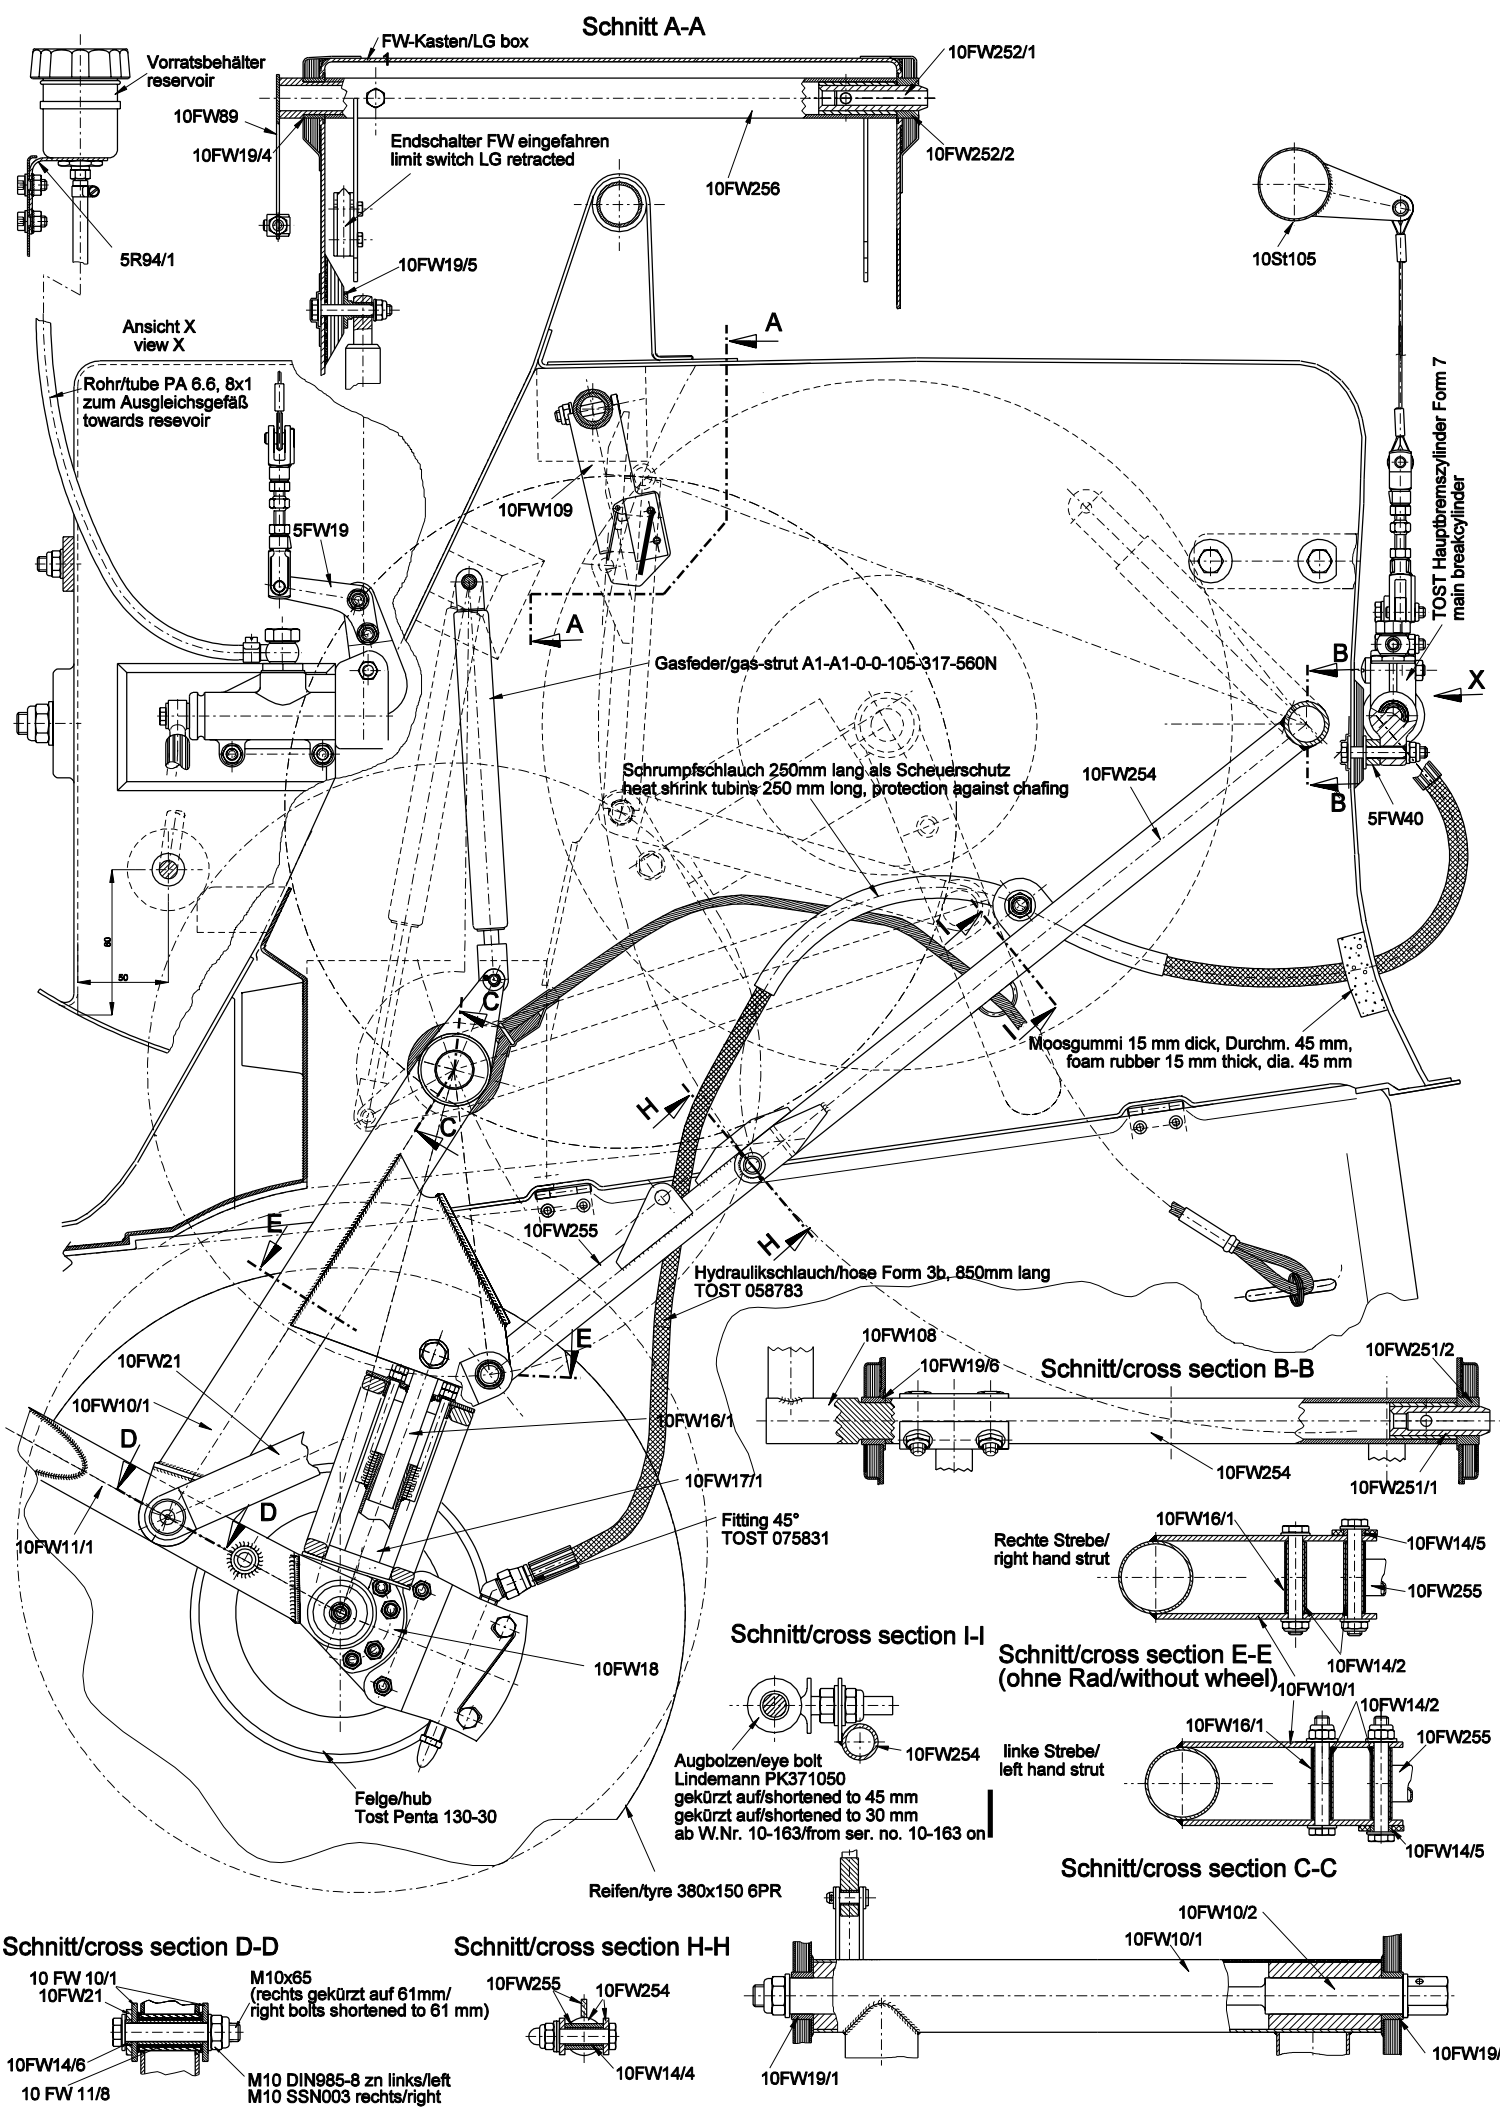 Schnitt A-A
FW-Kasten/LG box
1
10FW252/1
Vorratsbehälter
reservoir
10FW89
10FW19/4
Endschalter FW eingefahren
limit switch LG retracted
10FW256
10FW252/2
5R94/1
10FW19/5
10St105
Ansicht X
view X
A
Rohr/tube PA 6.6, 8x1
zum Ausgleichsgefäß
towards resevoir
TOST Hauptbremszylinder Form 7
main breakcylinder
10FW109
5FW19
A
Gasfeder/gas-strut A1-A1-0-0-105-317-560N
B
X
Schrumpfschlauch 250mm lang als Scheuerschutz
heat shrink tubins 250 mm long, protection against chafing
10FW254
B
5FW40
60
50
I
C
I
Moosgummi 15 mm dick, Durchm. 45 mm,
foam rubber 15 mm thick, dia. 45 mm
H
C
E
10FW255
H
Hydraulikschlauch/hose Form 3b, 850mm lang
TOST 058783
E
10FW108
10FW19/6
Schnitt/cross section B-B
10FW251/2
10FW21
10FW10/1
10FW16/1
D
10FW17/1
10FW254
10FW251/1
D
10FW11/1
Fitting 45°
TOST 075831
Rechte Strebe/
right hand strut
10FW16/1
10FW14/5
10FW255
Schnitt/cross section I-I
Schnitt/cross section E-E
(ohne Rad/without wheel)
10FW14/2
10FW18
10FW10/1
10FW14/2
10FW16/1
10FW255
linke Strebe/
left hand strut
10FW254
Augbolzen/eye bolt
Lindemann PK371050
gekürzt auf/shortened to 45 mm
gekürzt auf/shortened to 30 mm
ab W.Nr. 10-163/from ser. no. 10-163 on
Felge/hub
Tost Penta 130-30
10FW14/5
Schnitt/cross section C-C
Reifen/tyre 380x150 6PR
10FW10/2
10FW10/1
Schnitt/cross section D-D
Schnitt/cross section H-H
10 FW 10/1
10FW21
M10x65
(rechts gekürzt auf 61mm/
right bolts shortened to 61 mm)
10FW255
10FW254
10FW14/6
10 FW 11/8
M10 DIN985-8 zn links/left
M10 SSN003 rechts/right
10FW14/4
10FW19/1
10FW19/